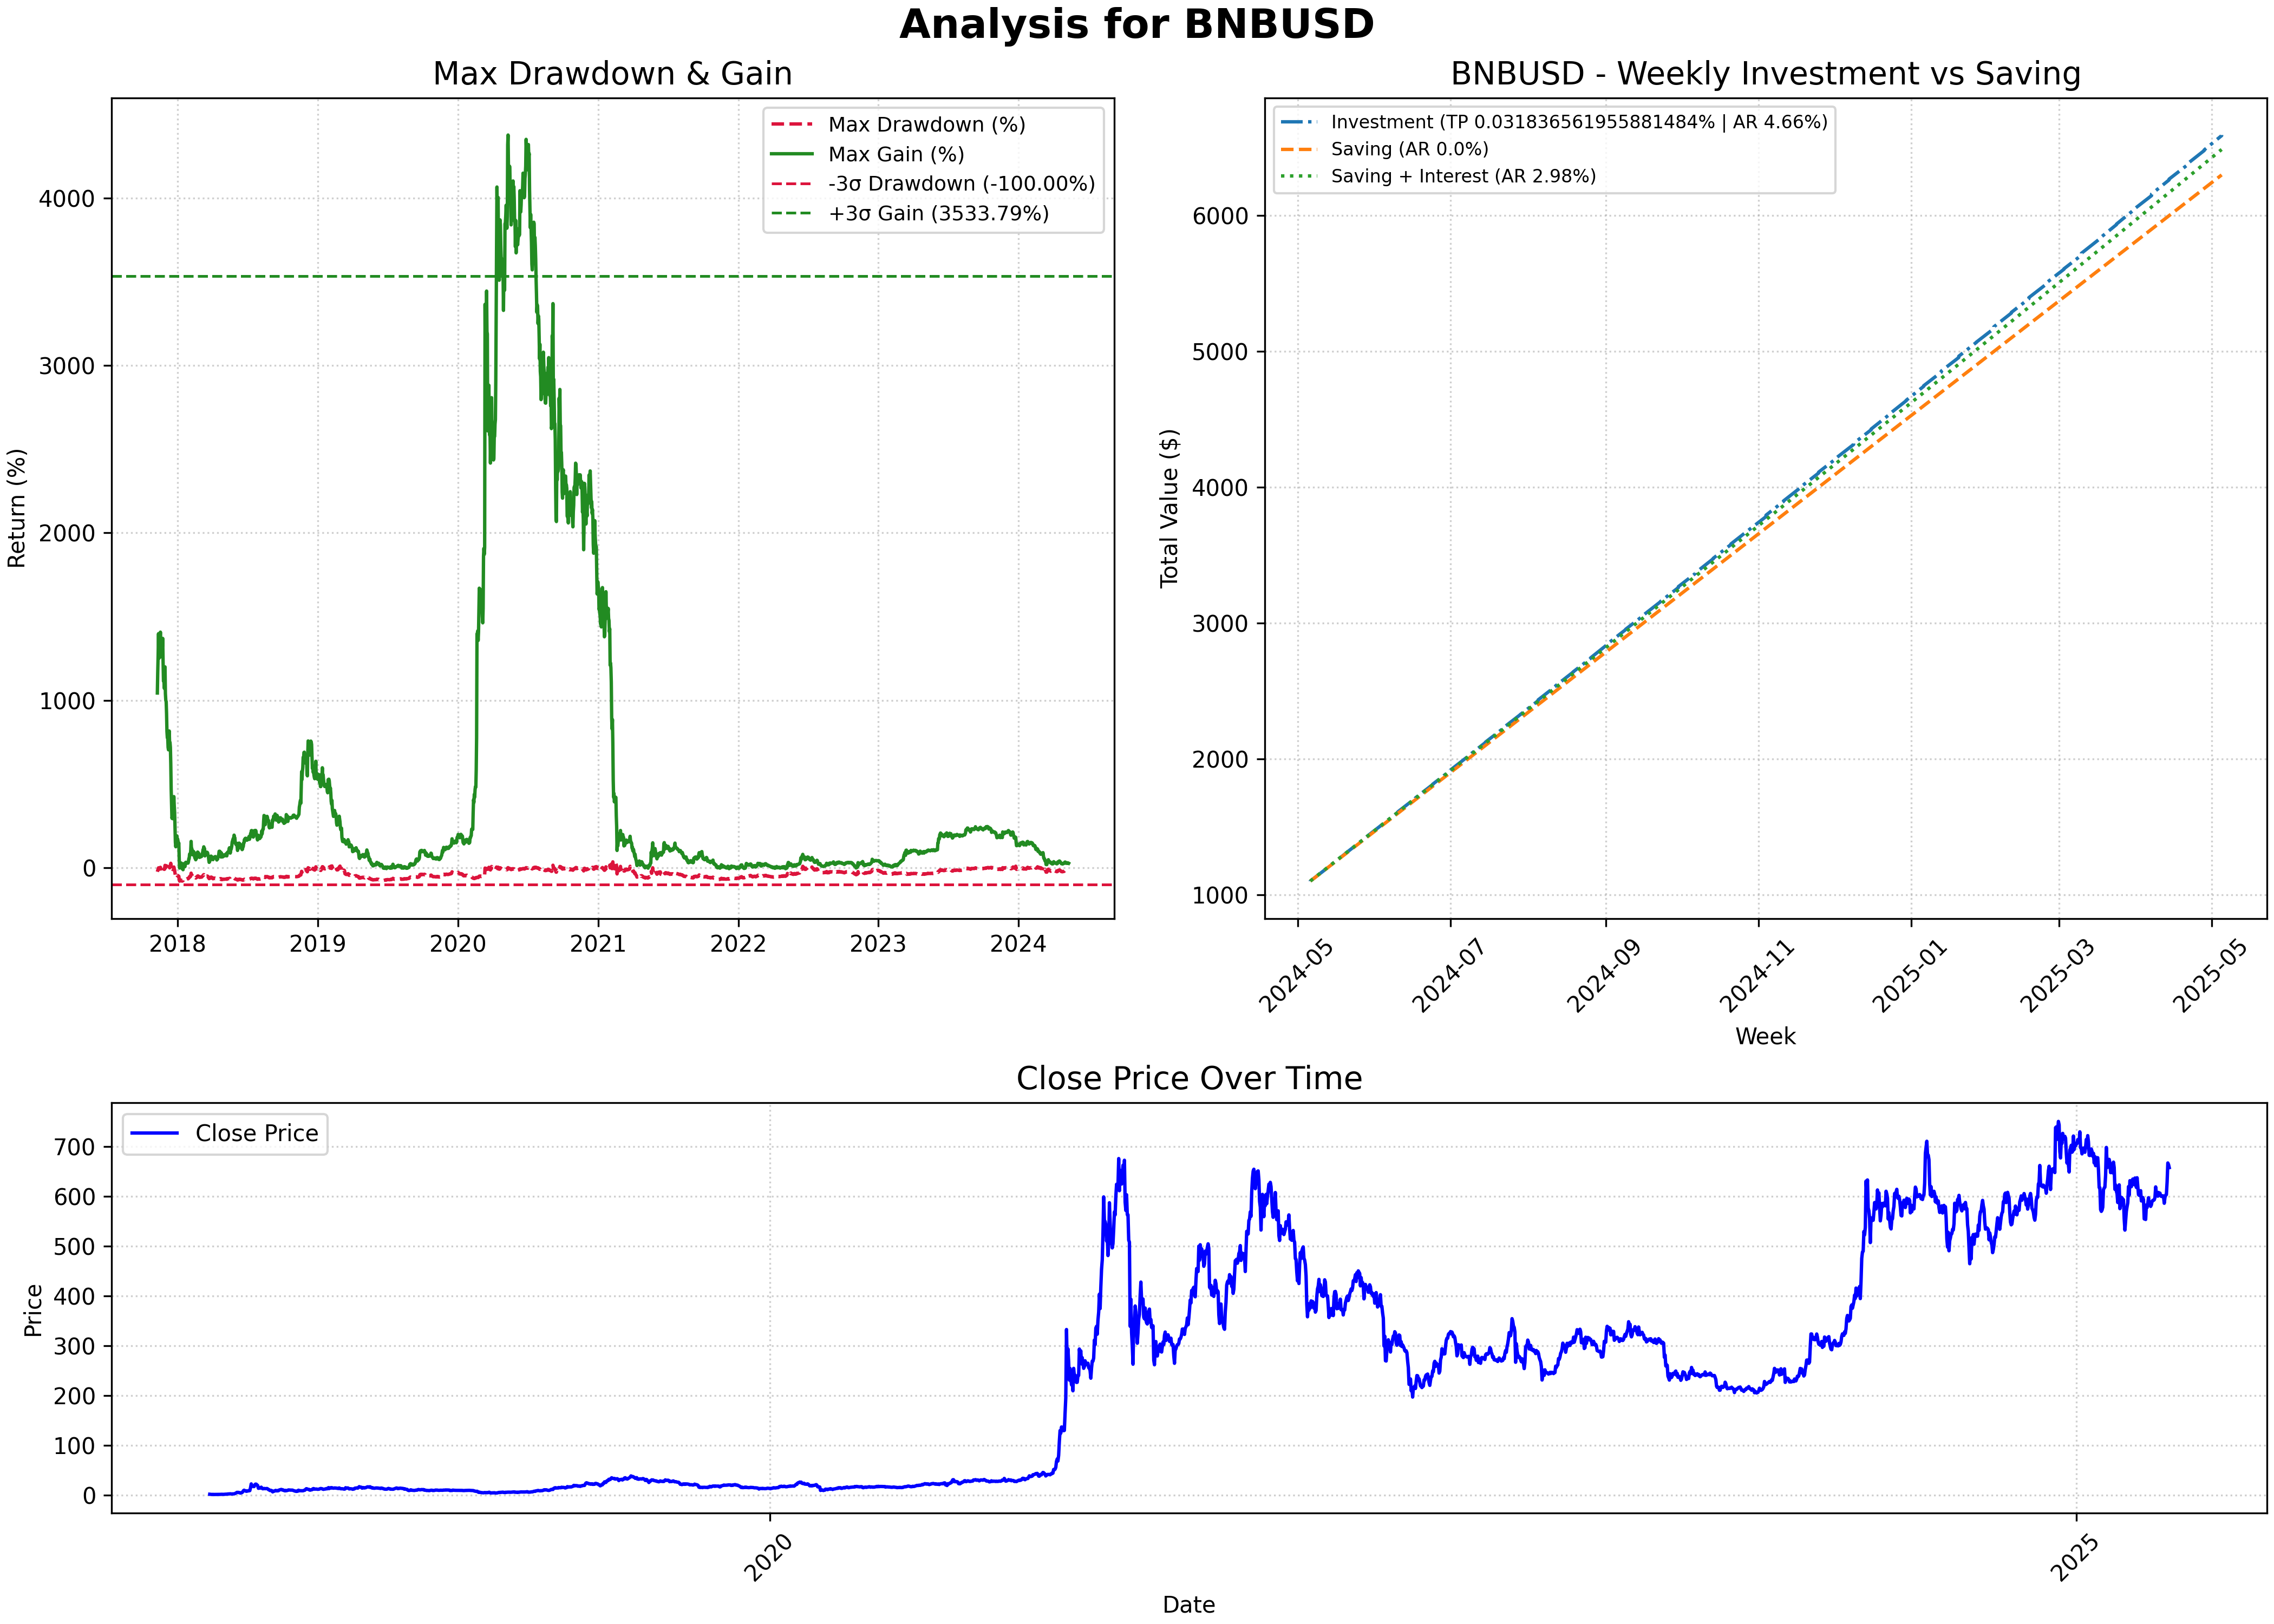 Analysis for BNBUSD
Max Drawdown & Gain
Return (%)
4000
3000
2000
1000
0
Max Drawdown (%)
Max Gain (%)
-3σ Drawdown (-100.00%)
+3σ Gain (3533.79%)
2018
2019
2020
2021
2022
2023
2024
BNBUSD - Weekly Investment vs Saving
Total Value ($)
6000
5000
4000
3000
2000
1000
Investment (TP 0.031836561955881484% | AR 4.66%)
Saving (AR 0.0%)
Saving + Interest (AR 2.98%)
2024-05
2024-07
2024-09
2024-11
2025-01
2025-03
2025-05
Week
Close Price Over Time
Price
700
600
500
400
300
200
100
0
Close Price
2020
2025
Date